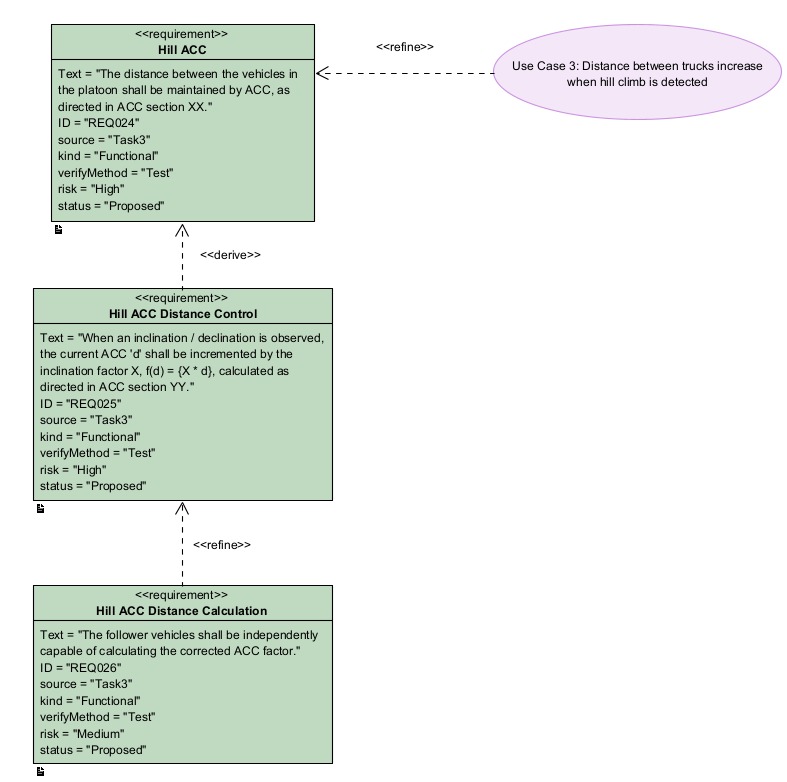 <<requirement>>
Hill ACC
Text = "The distance between the vehicles in
the platoon shall be maintained by ACC, as
directed in ACC section XX."
ID = "REQ024"
source = "Task3"
kind = "Functional"
verifyMethod = "Test"
risk = "High"
status = "Proposed"
<<refine>>
Use Case 3: Distance between trucks increase
when hill climb is detected
<<derive>>
<<requirement>>
Hill ACC Distance Control
Text = "When an inclination / declination is observed,
the current ACC 'd' shall be incremented by the
inclination factor X, f(d) = {X * d}, calculated as
directed in ACC section YY."
ID = "REQ025"
source = "Task3"
kind = "Functional"
verifyMethod = "Test"
risk = "High"
status = "Proposed"
<<refine>>
<<requirement>>
Hill ACC Distance Calculation
Text = "The follower vehicles shall be independently
capable of calculating the corrected ACC factor."
ID = "REQ026"
source = "Task3"
kind = "Functional"
verifyMethod = "Test"
risk = "Medium"
status = "Proposed"